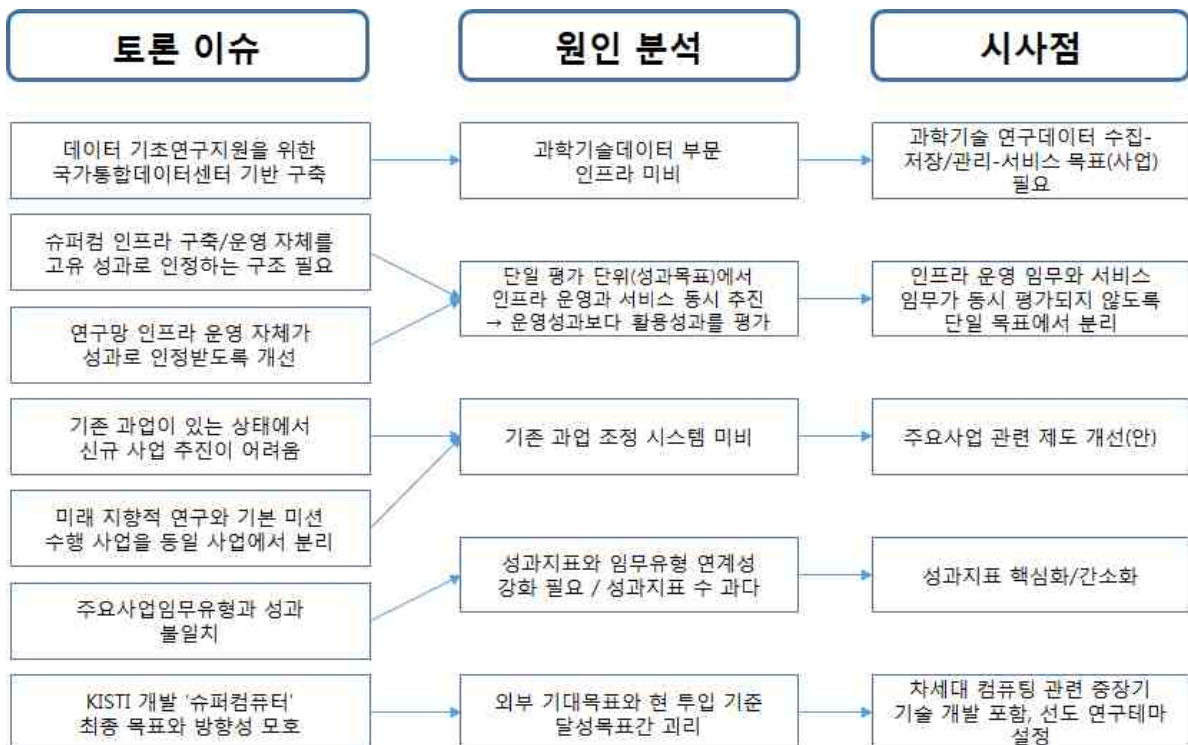 토론 이슈
원인 분석
시사점
데이터 기초연구지원을 위한
국가통합데이터센터 기반 구축
과학기술데이터 부문
인프라 미비
과학기술 연구데이터 수집-
저장/관리-서비스 목표(사업)
필요
슈퍼컴 인프라 구축/운영 자체를
고유 성과로 인정하는 구조 필요
연구망 인프라 운영 자체가
성과로 인정받도록 개선
단일 평가 단위(성과목표)에서
인프라 운영과 서비스 동시 추진
→ 운영성과보다 활용성과를 평가
인프라 운영 임무와 서비스
임무가 동시 평가되지 않도록
단일 목표에서 분리
기존 과업이 있는 상태에서
신규 사업 추진이 어려움
미래 지향적 연구와 기본 미션
수행 사업을 동일 사업에서 분리
기존 과업 조정 시스템 미비
주요사업 관련 제도 개선(안)
주요사업임무유형과 성과
불일치
성과지표와 임무유형 연계성
강화 필요 / 성과지표 수 과다
성과지표 핵심화/간소화
KISTI 개발 '슈퍼컴퓨터'
최종 목표와 방향성 모호
외부 기대목표와 현 투입 기준
달성목표간 괴리
차세대 컴퓨팅 관련 중장기
기술 개발 포함, 선도 연구테마
설정